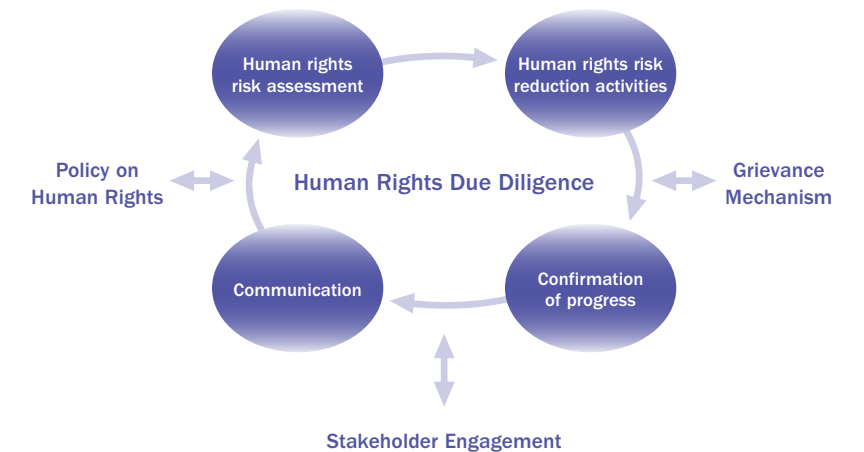 Human rights
risk assessment
Human rights risk
reduction activities
Policy on
Human Rights
Human Rights Due Diligence
Grievance
Mechanism
Communication
Confirmation
of progress
Stakeholder Engagement